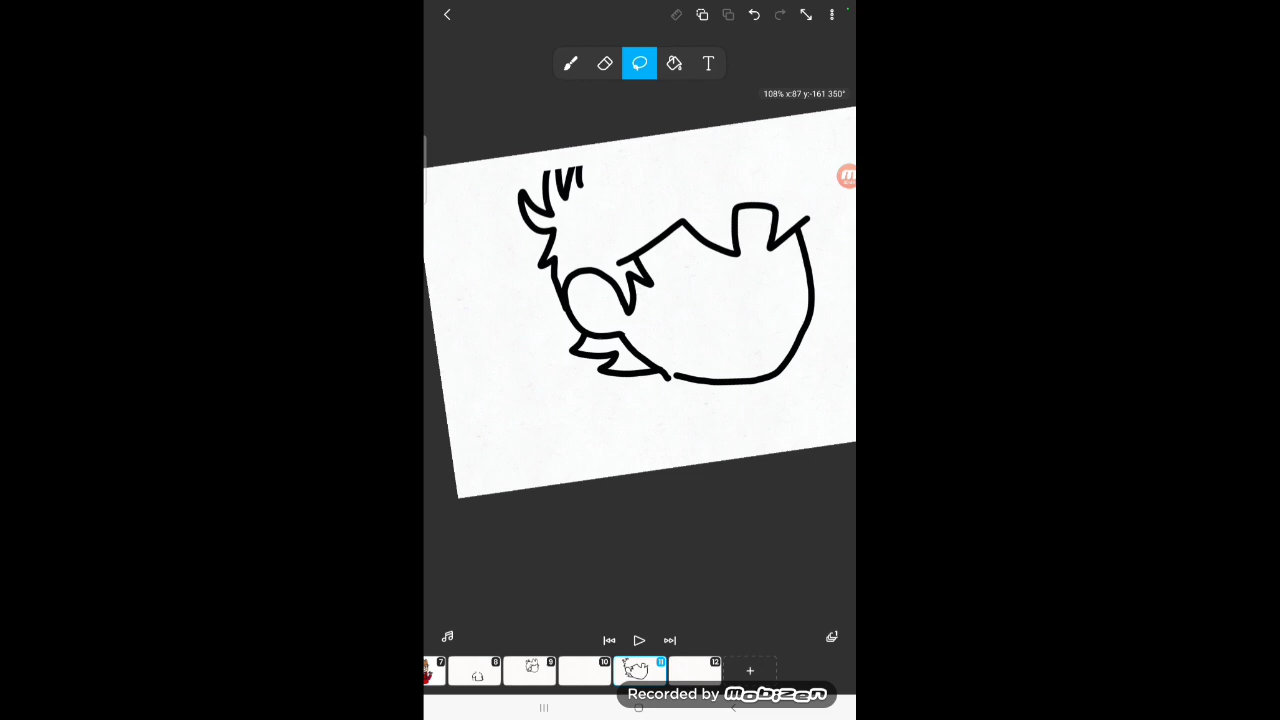 T
108% x:87 y:-161 350°
7 8 9 10 11 12
+
Recorded by mobizen